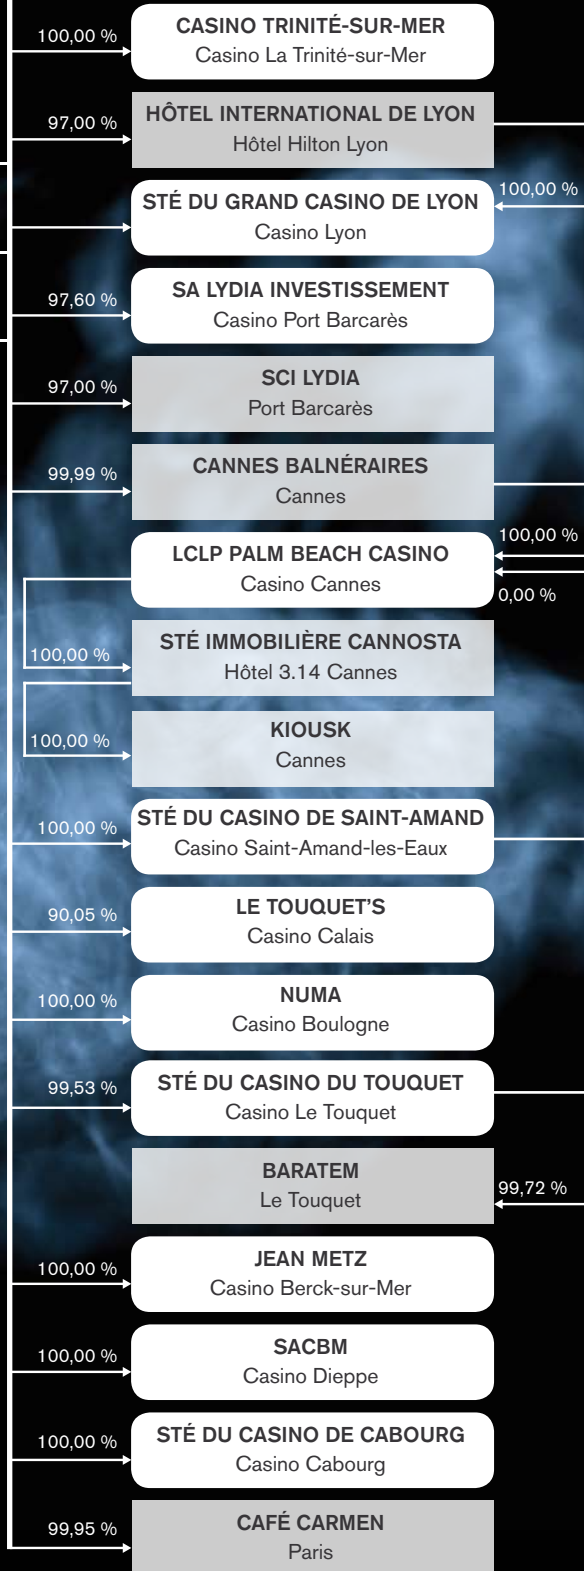 100,00 %
CASINO TRINITÉ-SUR-MER
Casino La Trinité-sur-Mer
97,00 %
HÔTEL INTERNATIONAL DE LYON
Hôtel Hilton Lyon
STÉ DU GRAND CASINO DE LYON
Casino Lyon
100,00 %
97,60 %
SA LYDIA INVESTISSEMENT
Casino Port Barcarès
97,00 %
SCI LYDIA
Port Barcarès
99,99 %
CANNES BALNÉRAIRES
Cannes
LCLP PALM BEACH CASINO
Casino Cannes
100,00 %
0,00 %
100,00 %
STÉ IMMOBILIÈRE CANNOSTA
Hôtel 3.14 Cannes
100,00 %
KIOUSK
Cannes
100,00 %
STÉ DU CASINO DE SAINT-AMAND
Casino Saint-Amand-les-Eaux
90,05 %
LE TOUQUET'S
Casino Calais
100,00 %
NUMA
Casino Boulogne
99,53 %
STÉ DU CASINO DU TOUQUET
Casino Le Touquet
BARATEM
Le Touquet
99,72 %
100,00 %
JEAN METZ
Casino Berck-sur-Mer
100,00 %
SACBM
Casino Dieppe
100,00 %
STÉ DU CASINO DE CABOURG
Casino Cabourg
99,95 %
CAFÉ CARMEN
Paris